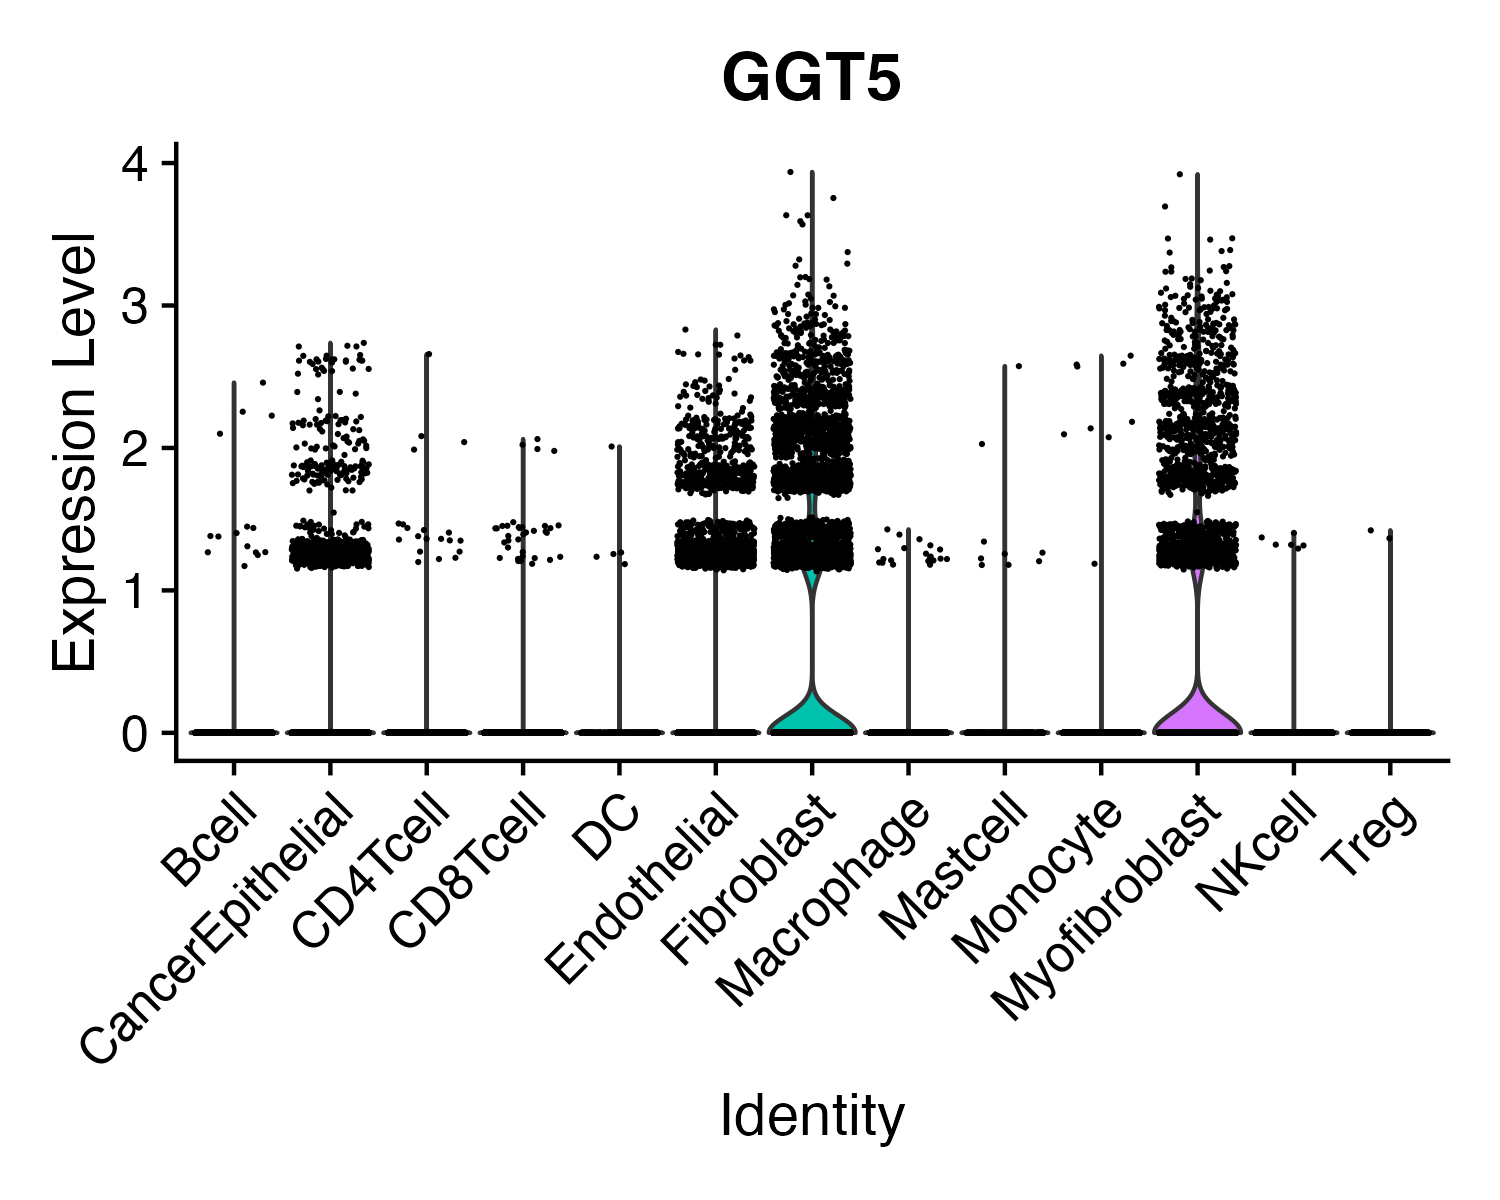 GGT5
Expression Level
4
3
2
1
0
Bcell
CancerEpithelial
CD4Tcell
CD8Tcell
DC
Endothelial
Fibroblast
Macrophage
Mastcell
Monocyte
Myofibroblast
NKcell
Treg
Identity